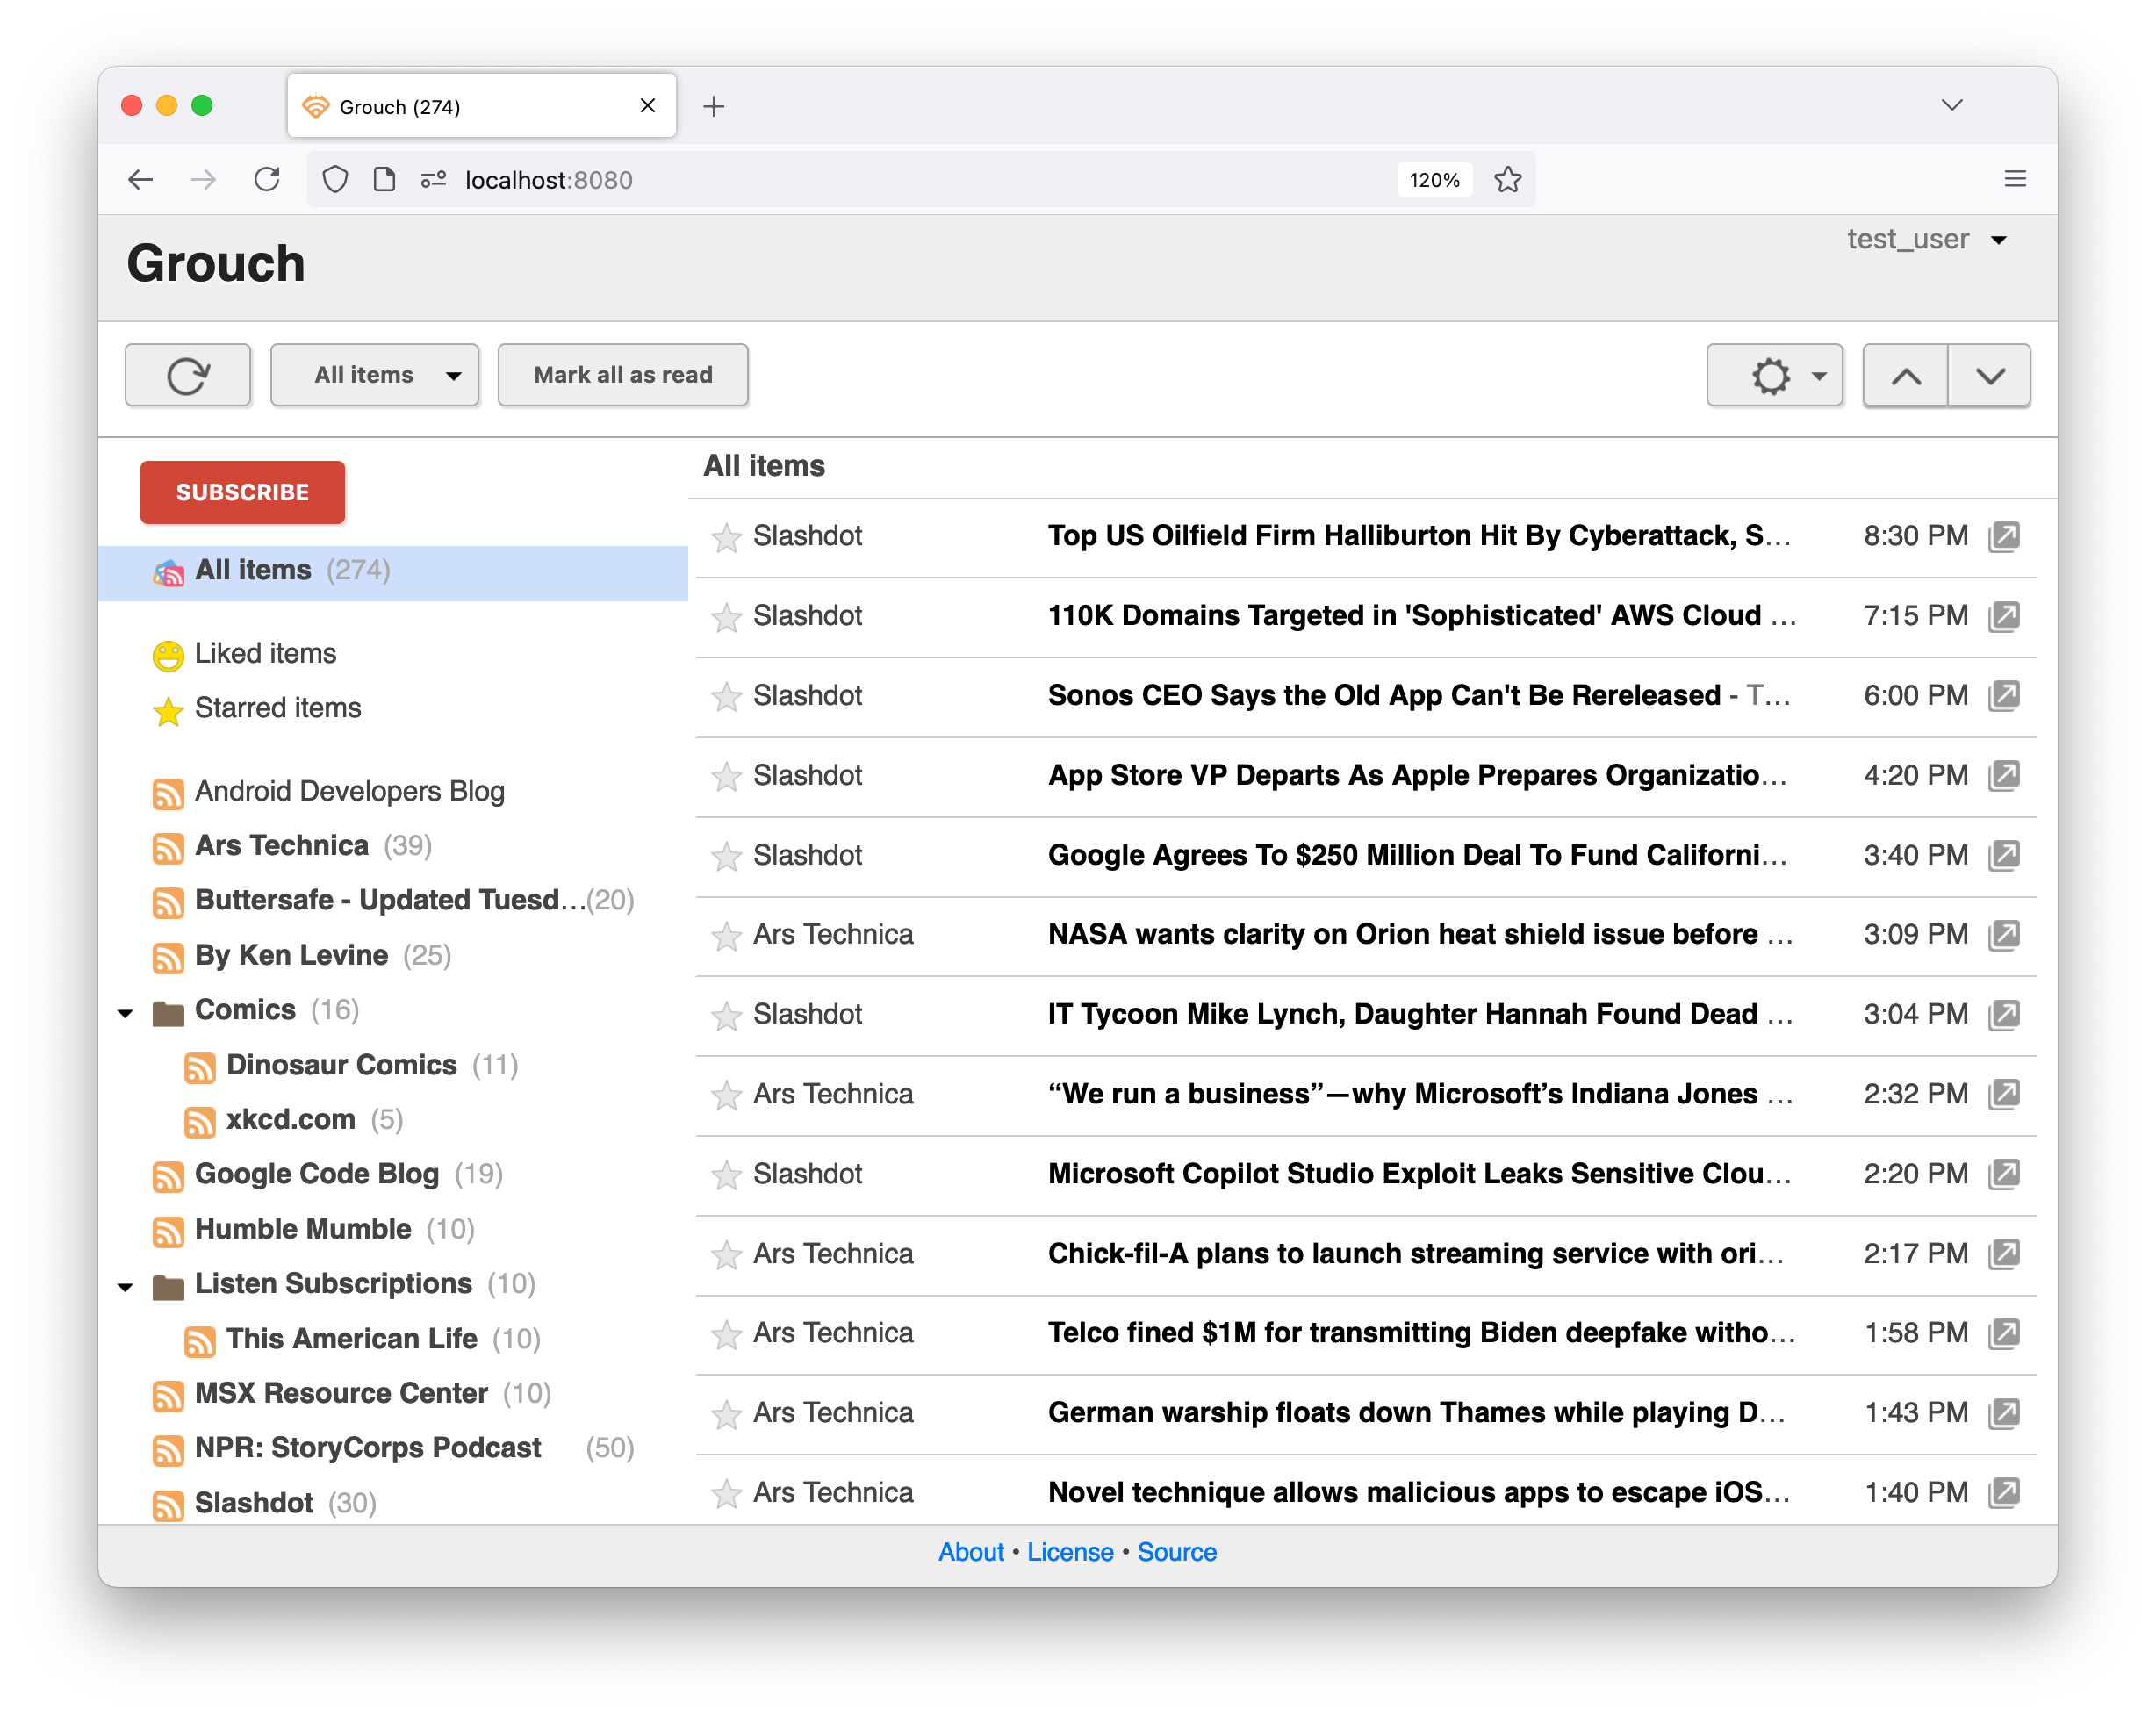 Grouch (274)
localhost:8080
120%
Grouch
test_user
All items
Mark all as read
SUBSCRIBE
All items (274)
Liked items
Starred items
Android Developers Blog
Ars Technica (39)
Buttersafe - Updated Tuesd...(20)
By Ken Levine (25)
Comics (16)
Dinosaur Comics (11)
xkcd.com (5)
Google Code Blog (19)
Humble Mumble (10)
Listen Subscriptions (10)
This American Life (10)
MSX Resource Center (10)
NPR: StoryCorps Podcast (50)
Slashdot (30)
All items
Slashdot Top US Oilfield Firm Halliburton Hit By Cyberattack, S... 8:30 PM
Slashdot 110K Domains Targeted in 'Sophisticated' AWS Cloud ... 7:15 PM
Slashdot Sonos CEO Says the Old App Can't Be Rereleased - T... 6:00 PM
Slashdot App Store VP Departs As Apple Prepares Organizatio... 4:20 PM
Slashdot Google Agrees To $250 Million Deal To Fund Californi... 3:40 PM
Ars Technica NASA wants clarity on Orion heat shield issue before ... 3:09 PM
Slashdot IT Tycoon Mike Lynch, Daughter Hannah Found Dead ... 3:04 PM
Ars Technica “We run a business”—why Microsoft’s Indiana Jones ... 2:32 PM
Slashdot Microsoft Copilot Studio Exploit Leaks Sensitive Clou... 2:20 PM
Ars Technica Chick-fil-A plans to launch streaming service with ori... 2:17 PM
Ars Technica Telco fined $1M for transmitting Biden deepfake witho... 1:58 PM
Ars Technica German warship floats down Thames while playing D... 1:43 PM
Ars Technica Novel technique allows malicious apps to escape iOS... 1:40 PM
About • License • Source